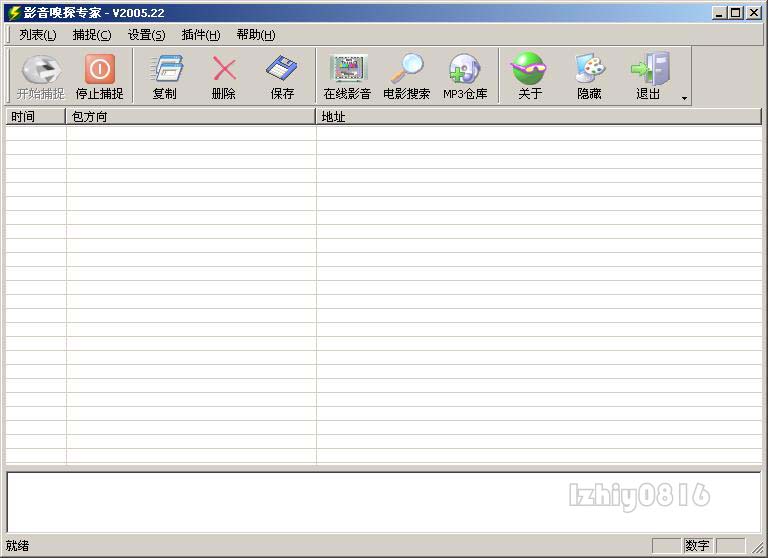 影音嗅探专家 - V2005.22
列表(L) 捕捉(C) 设置(S) 插件(H) 帮助(H)
开始捕捉 停止捕捉 复制 删除 保存 在线影音 电影搜索 MP3仓库 关于 隐藏 退出
时间 包方向 地址
lzhiy0816
就绪 数字